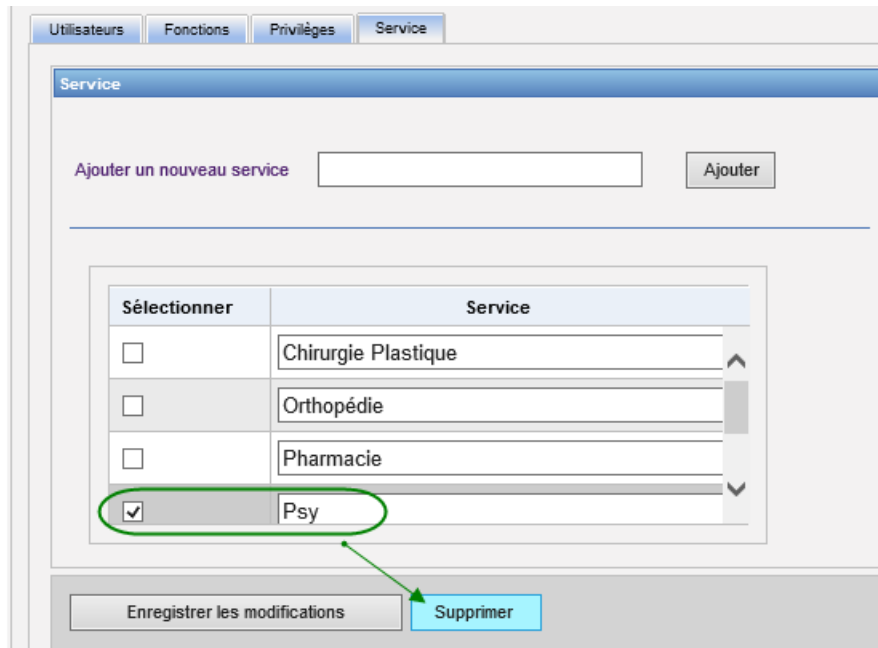 Utilisateurs Fonctions Privilèges Service
Service
Ajouter un nouveau service Ajouter
Sélectionner Service
Chirurgie Plastique
Orthopédie
Pharmacie
Psy
Enregistrer les modifications Supprimer